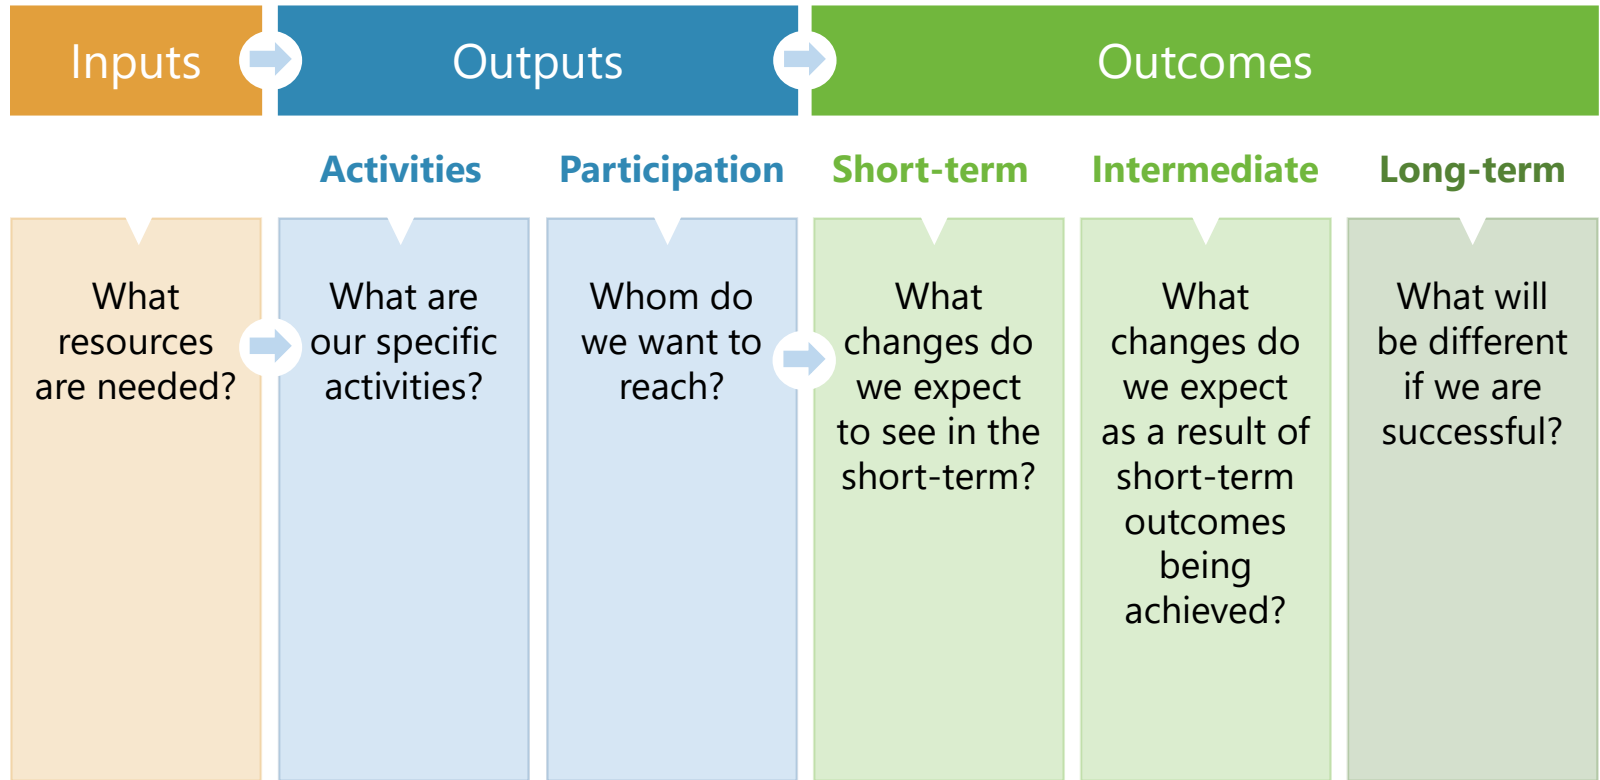 Inputs
Outputs
Outcomes
Activities
Participation
Short-term
Intermediate
Long-term
What
resources
are needed?
What are
our specific
activities?
Whom do
we want to
reach?
What
changes do
we expect
to see in the
short-term?
What
changes do
we expect
as a result of
short-term
outcomes
being
achieved?
What will
be different
if we are
successful?